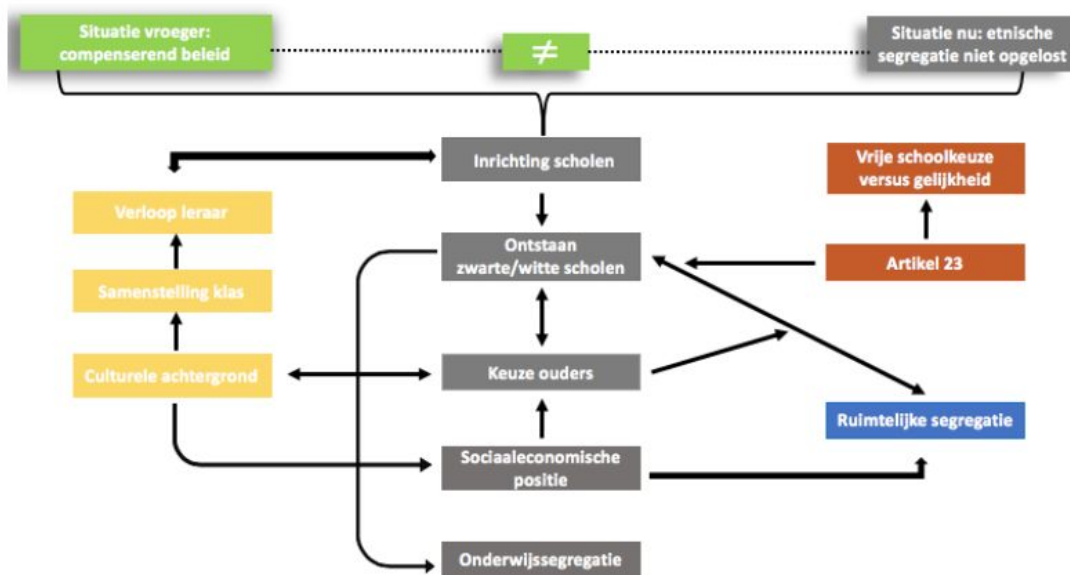 Situatie vroeger:
compenserend beleid
≠
Situatie nu: etnische
segregatie niet opgelost
Inrichting scholen
Vrije schoolkeuze
versus gelijkheid
Verloop leraar
Ontstaan
zwarte/witte scholen
Artikel 23
Samenstelling klas
Culturele achtergrond
Keuze ouders
Ruimtelijke segregatie
Sociaaleconomische
positie
Onderwijssegregatie